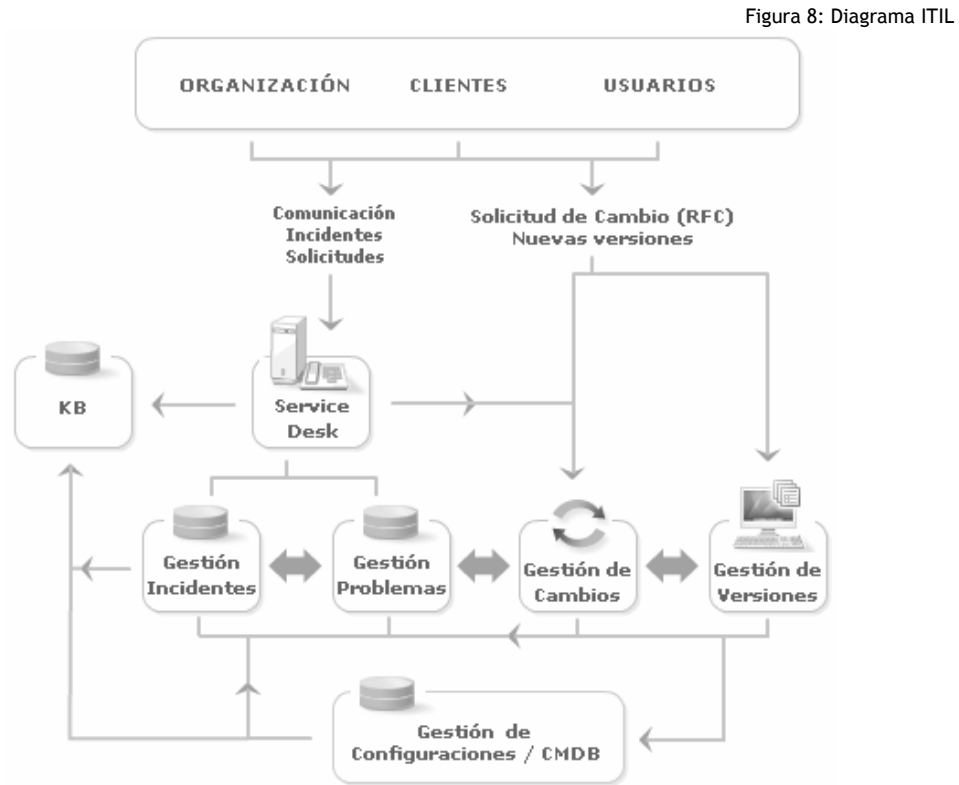 Figura 8: Diagrama ITIL
ORGANIZACIÓN CLIENTES USUARIOS
Comunicación
Incidentes
Solicitudes
Solicitud de Cambio (RFC)
Nuevas versiones
KB
Service
Desk
Gestión
Incidentes
Gestión
Problemas
Gestión de
Cambios
Gestión de
Versiones
Gestión de
Configuraciones / CMDB